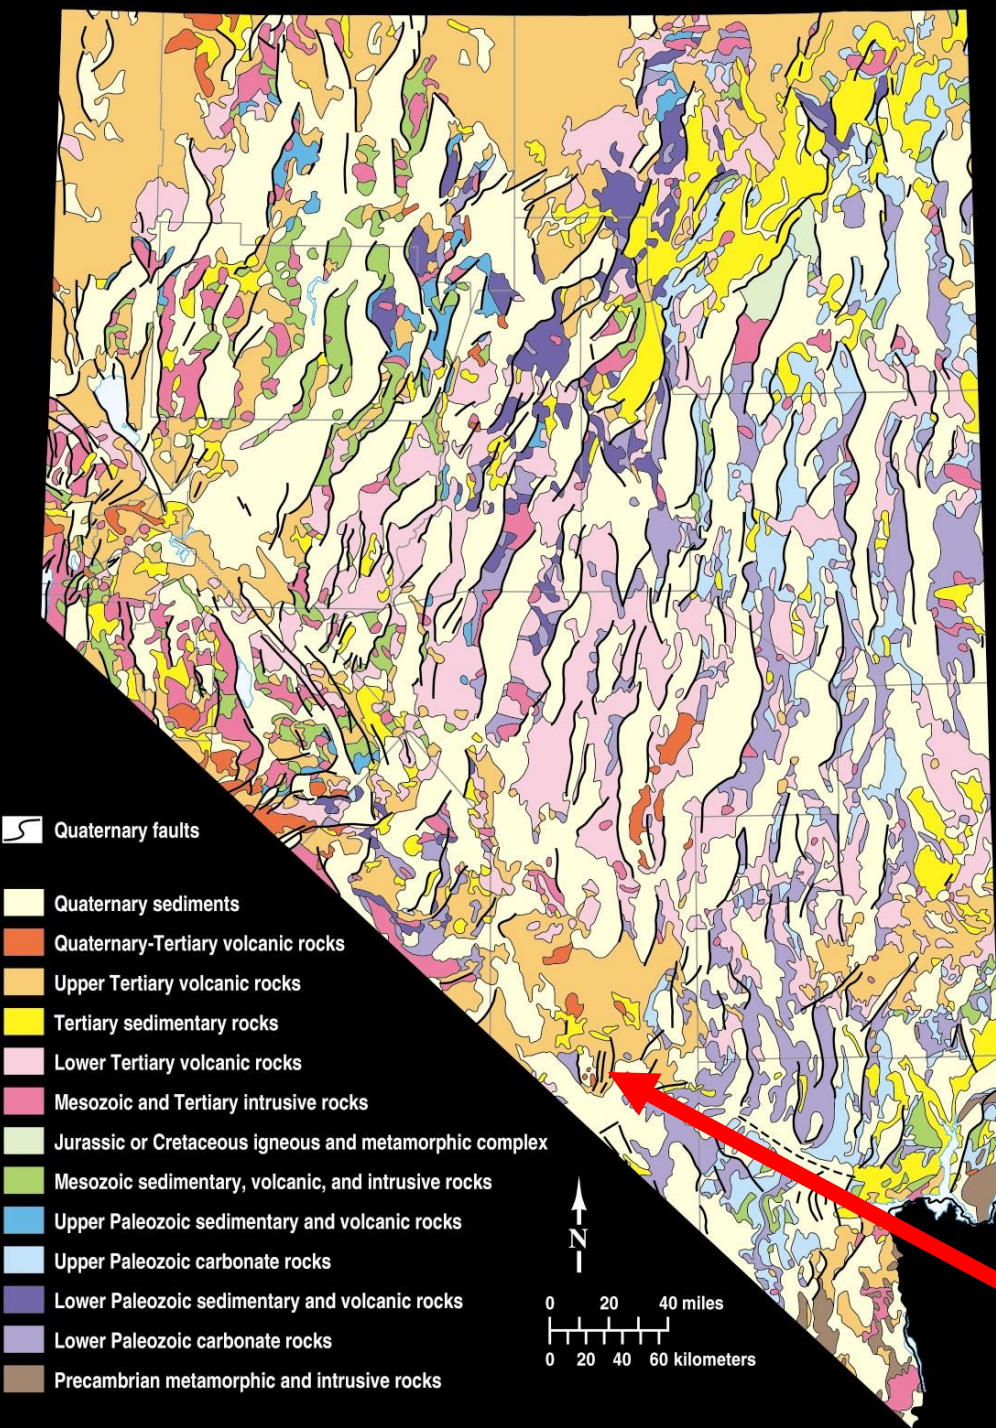 Quaternary faults
Quaternary sediments
Quaternary-Tertiary volcanic rocks
Upper Tertiary volcanic rocks
Tertiary sedimentary rocks
Lower Tertiary volcanic rocks
Mesozoic and Tertiary intrusive rocks
Jurassic or Cretaceous igneous and metamorphic complex
Mesozoic sedimentary, volcanic, and intrusive rocks
Upper Paleozoic sedimentary and volcanic rocks
Upper Paleozoic carbonate rocks
Lower Paleozoic sedimentary and volcanic rocks
Lower Paleozoic carbonate rocks
Precambrian metamorphic and intrusive rocks
N
0 20 40 miles
0 20 40 60 kilometers